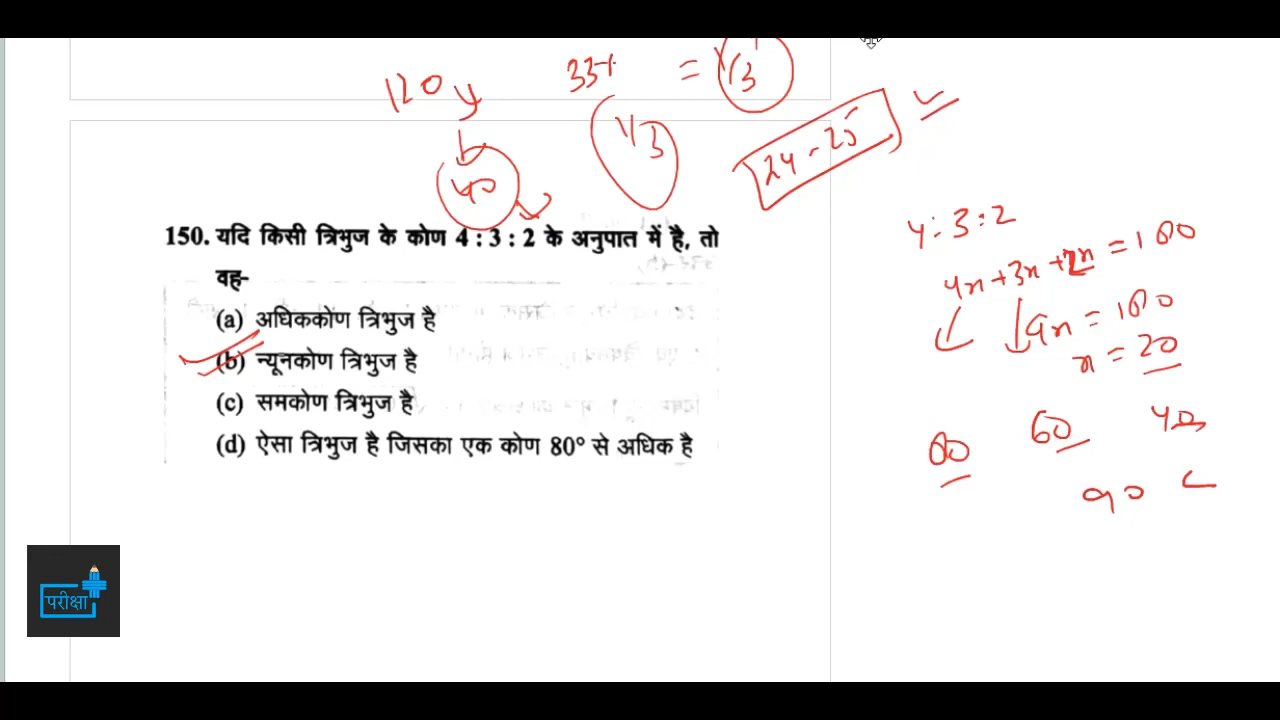 120 y
33% = 1/3
1/3
24-25
40
150. यदि किसी त्रिभुज के कोण 4 : 3 : 2 के अनुपात में है, तो
वह-
(a) अधिककोण त्रिभुज है
(b) न्यूनकोण त्रिभुज है
(c) समकोण त्रिभुज है
(d) ऐसा त्रिभुज है जिसका एक कोण 80° से अधिक है
4:3:2
4x+3x+2x=180
9x=180
x=20
80 60 40
90 <
परीक्षा